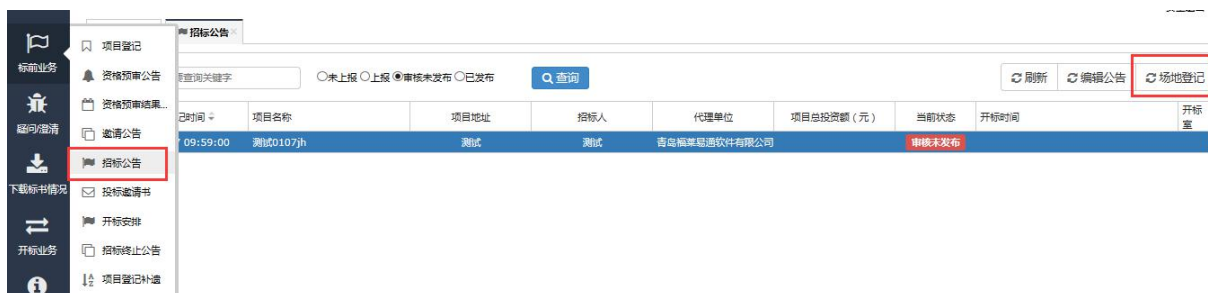 招标公告
标前业务
疑问澄清
下载标书情况
开标业务
项目登记
资格预审公告
资格预审结果...
邀请公告
招标公告
投标邀请书
开标安排
招标终止公告
项目登记补遗
查询关键字
未上报 上报 审核未发布 已发布
查询
刷新
编辑公告
场地登记
记时间 项目名称 项目地址 招标人 代理单位 项目总投资额（元） 当前状态 开标时间 开标室
09:59:00 测试0107jh 测试 测试 青岛福莱易通软件有限公司 审核未发布